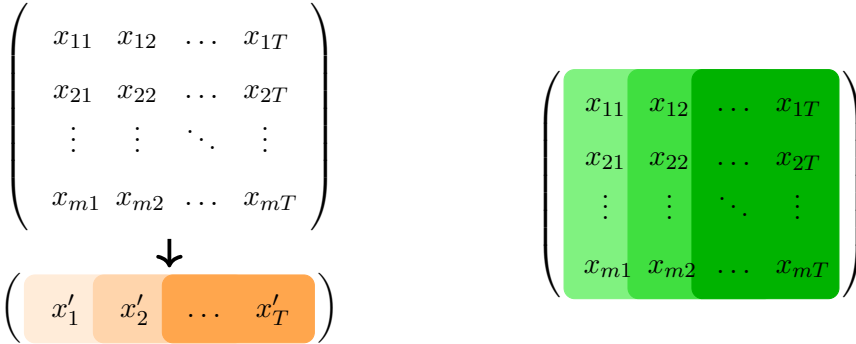 x₁₁ x₁₂ … x₁T
x₂₁ x₂₂ … x₂T
⋮ ⋮ ⋱ ⋮
xₘ₁ xₘ₂ … xₘT
↓
x′₁ x′₂ … x′T
x₁₁ x₁₂ … x₁T
x₂₁ x₂₂ … x₂T
⋮ ⋮ ⋱ ⋮
xₘ₁ xₘ₂ … xₘT